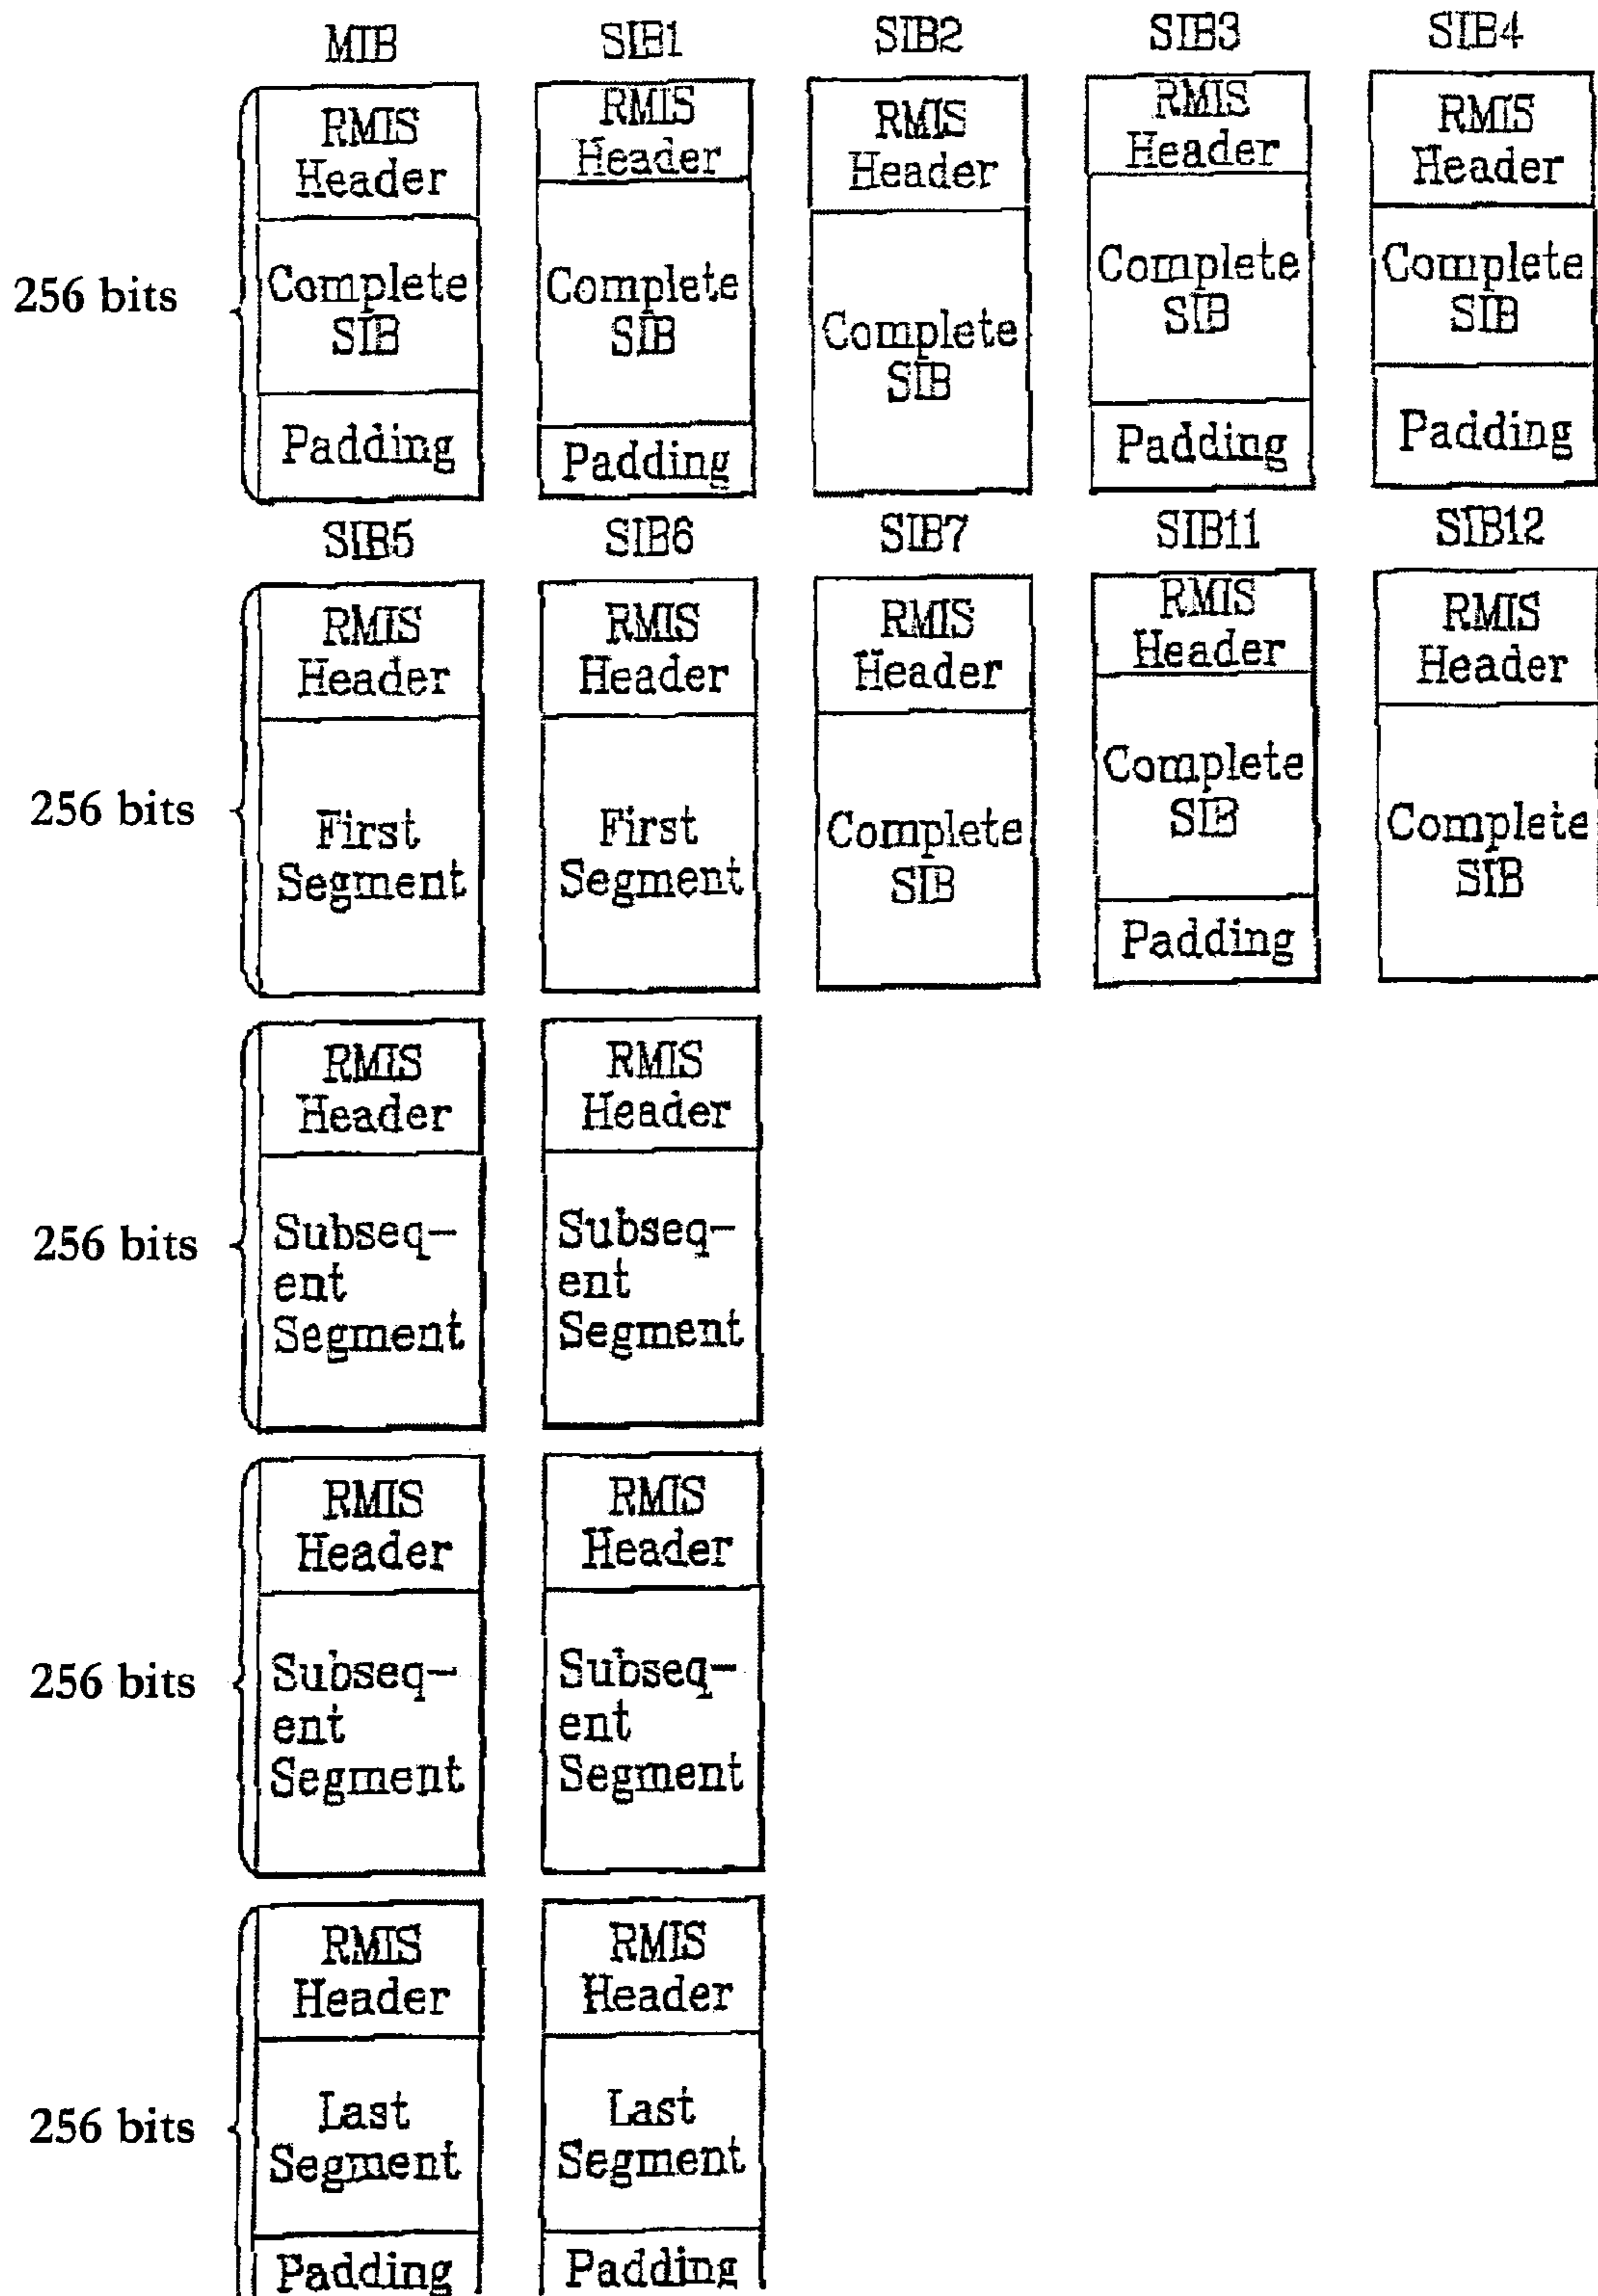 MIB
SIB1
SIB2
SIB3
SIB4
256 bits
RMIS
Header
Complete
SIB
Padding
RMIS
Header
Complete
SIB
Padding
RMIS
Header
Complete
SIB
RMIS
Header
Complete
SIB
Padding
RMIS
Header
Complete
SIB
Padding
SIB5
SIB6
SIB7
SIB11
SIB12
256 bits
RMIS
Header
First
Segment
RMIS
Header
First
Segment
RMIS
Header
Complete
SIB
RMIS
Header
Complete
SIB
Padding
RMIS
Header
Complete
SIB
256 bits
RMIS
Header
Subseq-
ent
Segment
RMIS
Header
Subseq-
ent
Segment
256 bits
RMIS
Header
Subseq-
ent
Segment
RMIS
Header
Subseq-
ent
Segment
256 bits
RMIS
Header
Last
Segment
Padding
RMIS
Header
Last
Segment
Padding